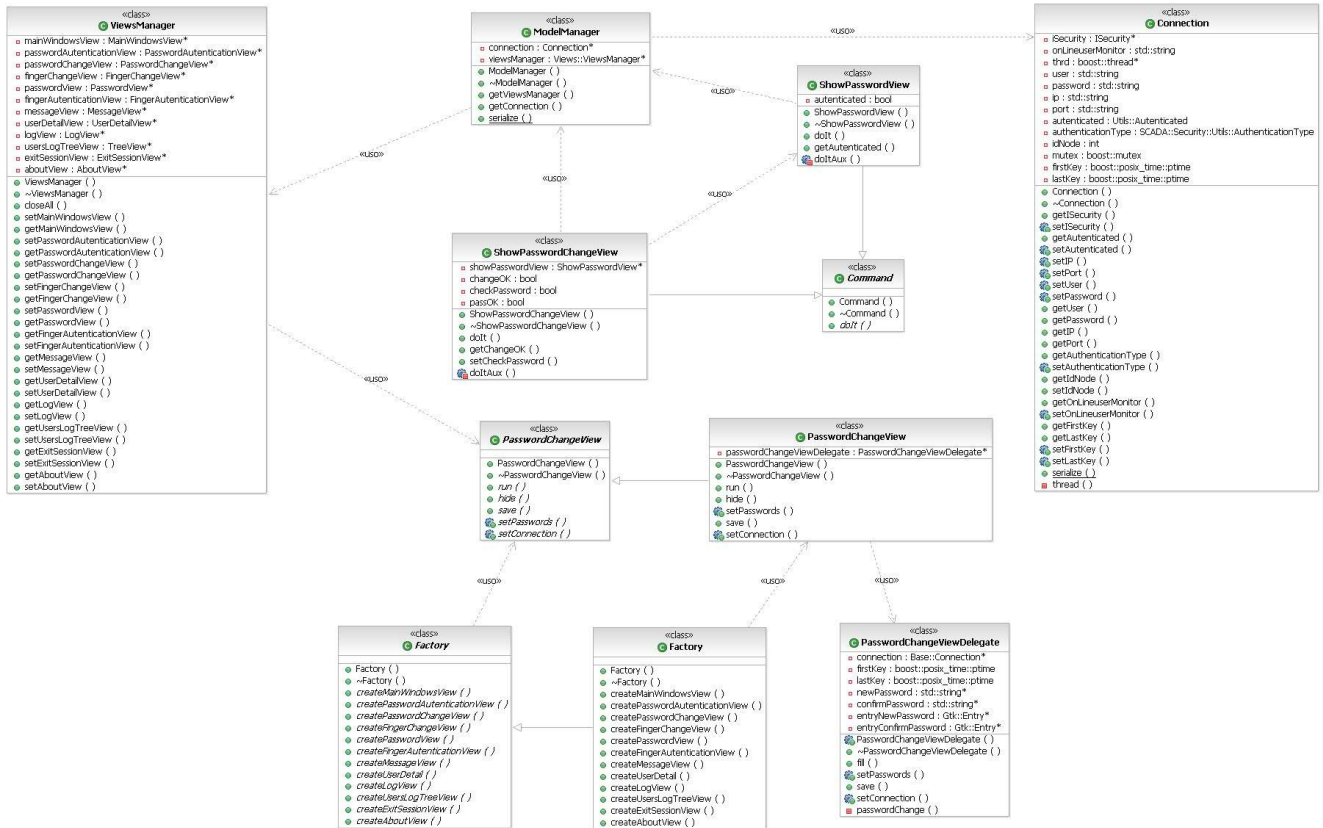 «class»
ViewsManager
mainWindowsView : MainWindowsView*
passwordAutenticationView : PasswordAutenticationView*
passwordChangeView : PasswordChangeView*
fingerChangeView : FingerChangeView*
passwordView : PasswordView*
fingerAutenticationView : FingerAutenticationView*
messageView : MessageView*
userDetailView : UserDetailView*
logView : LogView*
usersLogTreeView : TreeView*
exitSessionView : ExitSessionView*
aboutView : AboutView*
ViewsManager ( )
~ViewsManager ( )
closeAll ( )
setMainWindowsView ( )
getMainWindowsView ( )
setPasswordAutenticationView ( )
getPasswordAutenticationView ( )
setPasswordChangeView ( )
getPasswordChangeView ( )
setFingerChangeView ( )
getFingerChangeView ( )
setPasswordView ( )
getPasswordView ( )
getFingerAutenticationView ( )
setFingerAutenticationView ( )
getMessageView ( )
setMessageView ( )
getUserDetailView ( )
setUserDetailView ( )
getLogView ( )
setLogView ( )
getUsersLogTreeView ( )
setUsersLogTreeView ( )
getExitSessionView ( )
setExitSessionView ( )
getAboutView ( )
setAboutView ( )
«class»
ModelManager
connection : Connection*
viewsManager : Views::ViewsManager*
ModelManager ( )
~ModelManager ( )
getViewsManager ( )
getConnection ( )
serialize ( )
«uso»
«class»
ShowPasswordView
autenticated : bool
ShowPasswordView ( )
~ShowPasswordView ( )
doIt ( )
getAutenticated ( )
doItAux ( )
«uso»
«class»
Connection
iSecurity : ISecurity*
onLineuserMonitor : std::string
thrd : boost::thread*
user : std::string
password : std::string
ip : std::string
port : std::string
autenticated : Utils::Autenticated
authenticationType : SCADA::Security::Utils::AuthenticationType
idNode : int
mutex : boost::mutex
firstKey : boost::posix_time::ptime
lastKey : boost::posix_time::ptime
Connection ( )
~Connection ( )
getISecurity ( )
setISecurity ( )
getAutenticated ( )
setAutenticated ( )
setIP ( )
setPort ( )
setUser ( )
setPassword ( )
getUser ( )
getPassword ( )
getIP ( )
getPort ( )
getAuthenticationType ( )
setAuthenticationType ( )
getIdNode ( )
setIdNode ( )
getOnLineuserMonitor ( )
setOnLineuserMonitor ( )
getFirstKey ( )
getLastKey ( )
setFirstKey ( )
setLastKey ( )
serialize ( )
thread ( )
«uso»
«uso»
«uso»
«class»
ShowPasswordChangeView
showPasswordView : ShowPasswordView*
changeOK : bool
checkPassword : bool
passOK : bool
ShowPasswordChangeView ( )
~ShowPasswordChangeView ( )
doIt ( )
getChangeOK ( )
setCheckPassword ( )
doItAux ( )
«class»
Command
Command ( )
~Command ( )
doIt ( )
«uso»
«class»
PasswordChangeView
PasswordChangeView ( )
~PasswordChangeView ( )
run ( )
hide ( )
save ( )
setPasswords ( )
setConnection ( )
«class»
PasswordChangeView
passwordChangeViewDelegate : PasswordChangeViewDelegate*
PasswordChangeView ( )
~PasswordChangeView ( )
run ( )
hide ( )
setPasswords ( )
save ( )
setConnection ( )
«uso»
«uso»
«uso»
«class»
Factory
Factory ( )
~Factory ( )
createMainWindowsView ( )
createPasswordAutenticationView ( )
createPasswordChangeView ( )
createFingerChangeView ( )
createPasswordView ( )
createFingerAutenticationView ( )
createMessageView ( )
createUserDetail ( )
createLogView ( )
createUsersLogTreeView ( )
createExitSessionView ( )
createAboutView ( )
«class»
Factory
Factory ( )
~Factory ( )
createMainWindowsView ( )
createPasswordAutenticationView ( )
createPasswordChangeView ( )
createFingerChangeView ( )
createPasswordView ( )
createFingerAutenticationView ( )
createMessageView ( )
createUserDetail ( )
createLogView ( )
createUsersLogTreeView ( )
createExitSessionView ( )
createAboutView ( )
«class»
PasswordChangeViewDelegate
connection : Base::Connection*
firstKey : boost::posix_time::ptime
lastKey : boost::posix_time::ptime
newPassword : std::string*
confirmPassword : std::string*
entryNewPassword : Gtk::Entry*
entryConfirmPassword : Gtk::Entry*
PasswordChangeViewDelegate ( )
~PasswordChangeViewDelegate ( )
fill ( )
setPasswords ( )
save ( )
setConnection ( )
passwordChange ( )